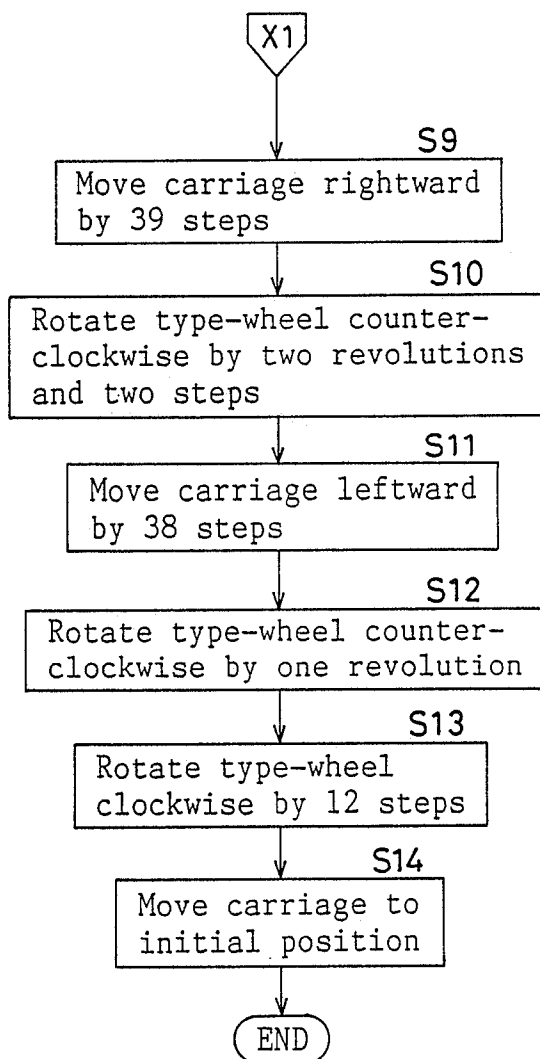 X1
S9
Move carriage rightward
by 39 steps
S10
Rotate type-wheel counter-
clockwise by two revolutions
and two steps
S11
Move carriage leftward
by 38 steps
S12
Rotate type-wheel counter-
clockwise by one revolution
S13
Rotate type-wheel
clockwise by 12 steps
S14
Move carriage to
initial position
END